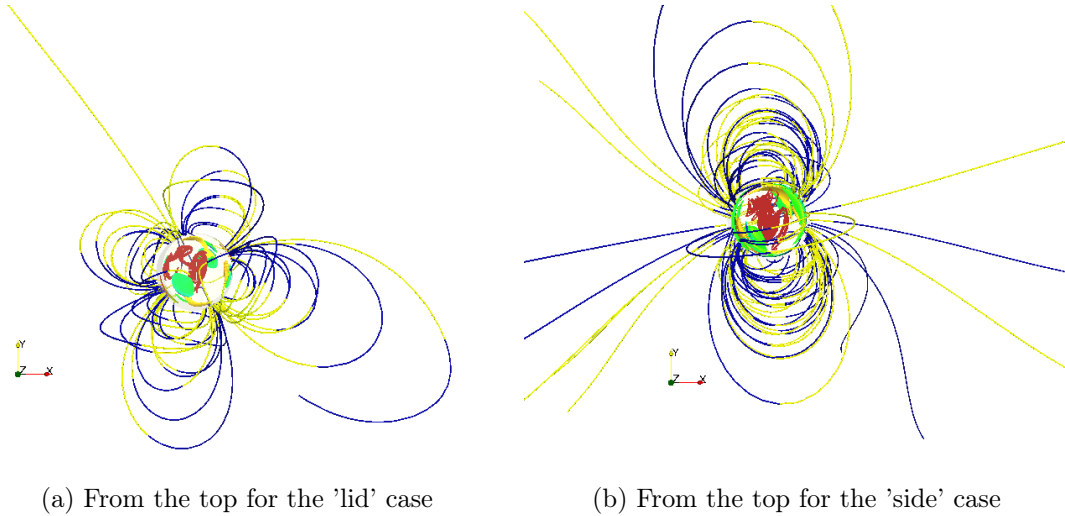 Y
Z X
Y
Z X
(a) From the top for the 'lid' case
(b) From the top for the 'side' case